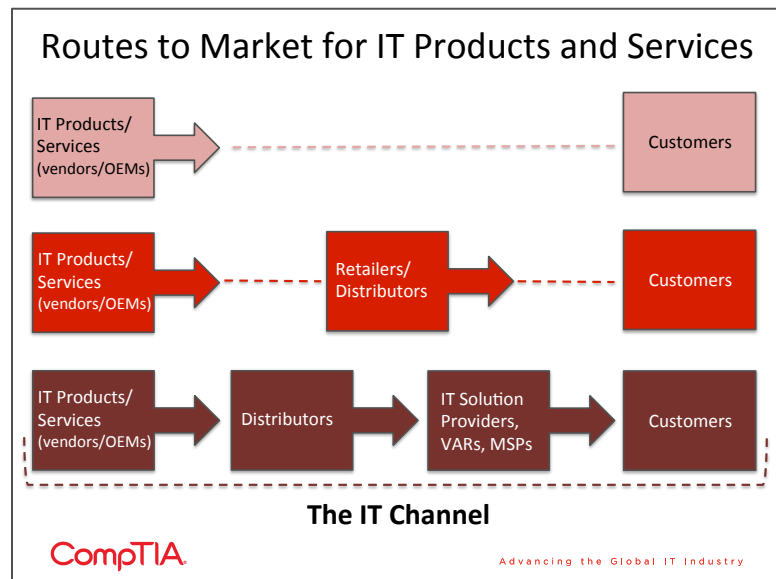 Routes to Market for IT Products and Services
IT Products/
Services
(vendors/OEMs)
Customers
IT Products/
Services
(vendors/OEMs)
Retailers/
Distributors
Customers
IT Products/
Services
(vendors/OEMs)
Distributors
IT Solution
Providers,
VARs, MSPs
Customers
The IT Channel
CompTIA.
Advancing the Global IT Industry